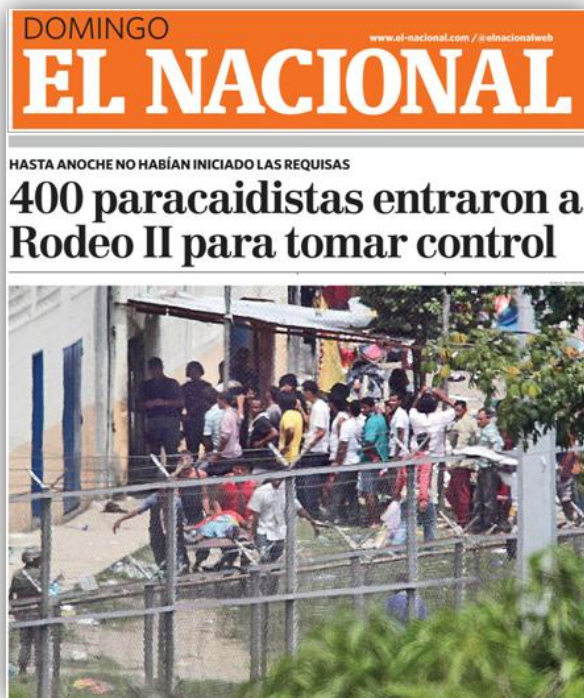 DOMINGO
www.el-nacional.com / @elnacionalweb
EL NACIONAL
HASTA ANOCHE NO HABÍAN INICIADO LAS REQUISAS
400 paracaidistas entraron a
Rodeo II para tomar control